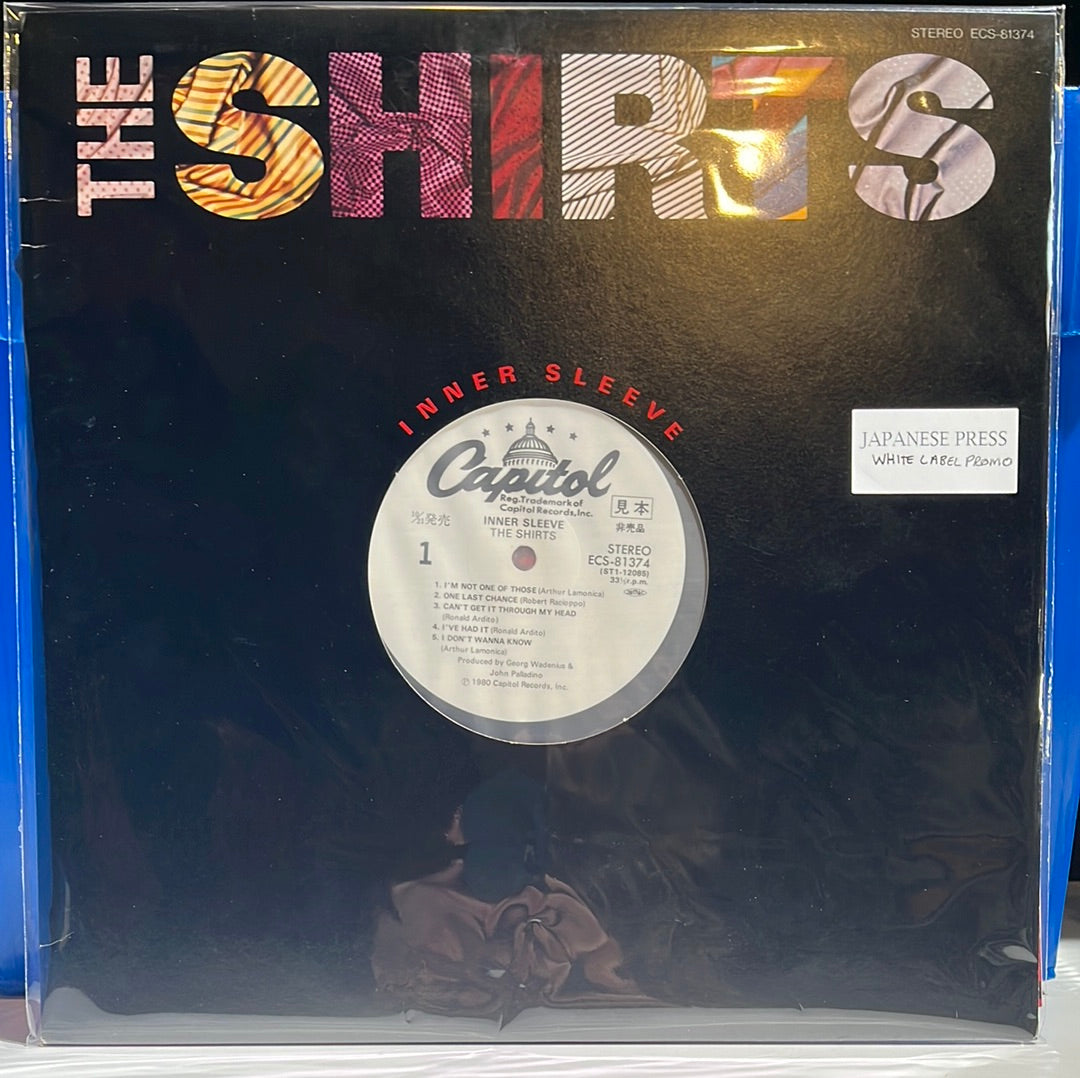 STEREO ECS-81374
THE SHIRTS
INNER SLEEVE
JAPANESE PRESS
WHITE LABEL PROMO
Capitol
Reg. Trademark of
Capitol Records, Inc.
見本
発売
非売品
INNER SLEEVE
THE SHIRTS
1
STEREO
ECS-81374
(ST1-12085)
33⅓ r.p.m.
1. I'M NOT ONE OF THOSE (Arthur Lamonica)
2. ONE LAST CHANCE (Robert Racioppo)
3. CAN'T GET IT THROUGH MY HEAD
(Ronald Ardito)
4. I'VE HAD IT (Ronald Ardito)
5. I DON'T WANNA KNOW
(Arthur Lamonica)
Produced by Georg Wadenius &
John Palladino
℗ 1980 Capitol Records, Inc.